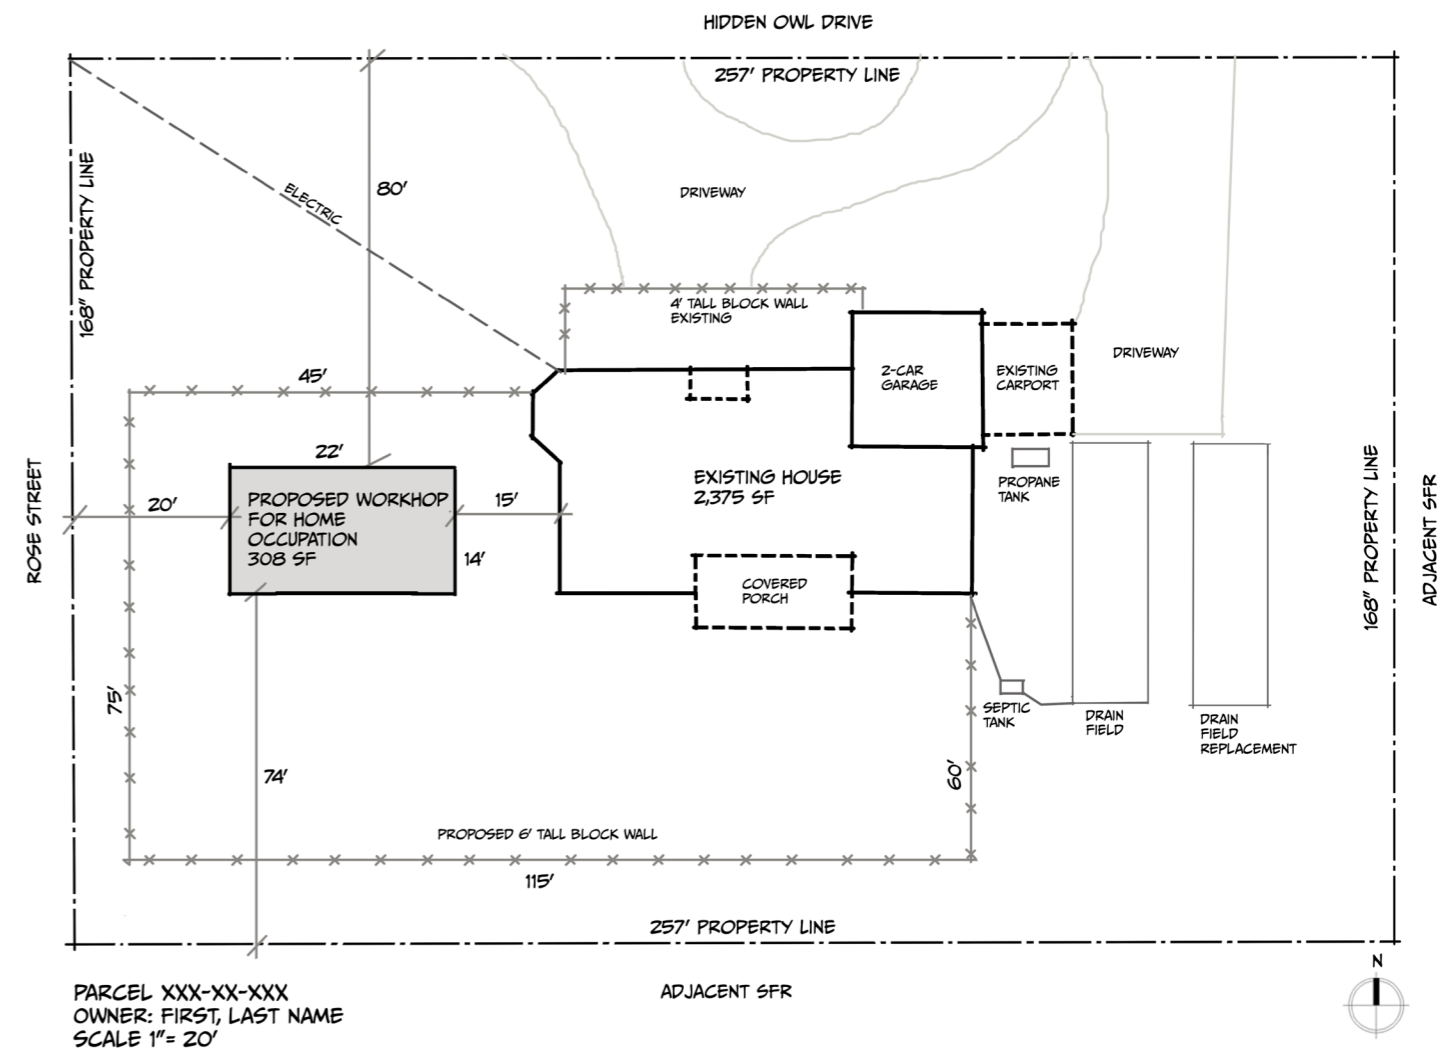 HIDDEN OWL DRIVE
257' PROPERTY LINE
168" PROPERTY LINE
80'
ELECTRIC
DRIVEWAY
4' TALL BLOCK WALL
EXISTING
45'
2-CAR
GARAGE
EXISTING
CARPORT
DRIVEWAY
22'
ROSE STREET
20'
PROPOSED WORKHOP
FOR HOME
OCCUPATION
308 SF
15'
14'
EXISTING HOUSE
2,375 SF
PROPANE
TANK
168" PROPERTY LINE
ADJACENT SFR
COVERED
PORCH
75'
74'
60'
SEPTIC
TANK
DRAIN
FIELD
DRAIN
FIELD
REPLACEMENT
PROPOSED 6' TALL BLOCK WALL
115'
257' PROPERTY LINE
PARCEL XXX-XX-XXX
OWNER: FIRST, LAST NAME
SCALE 1"= 20'
ADJACENT SFR
N